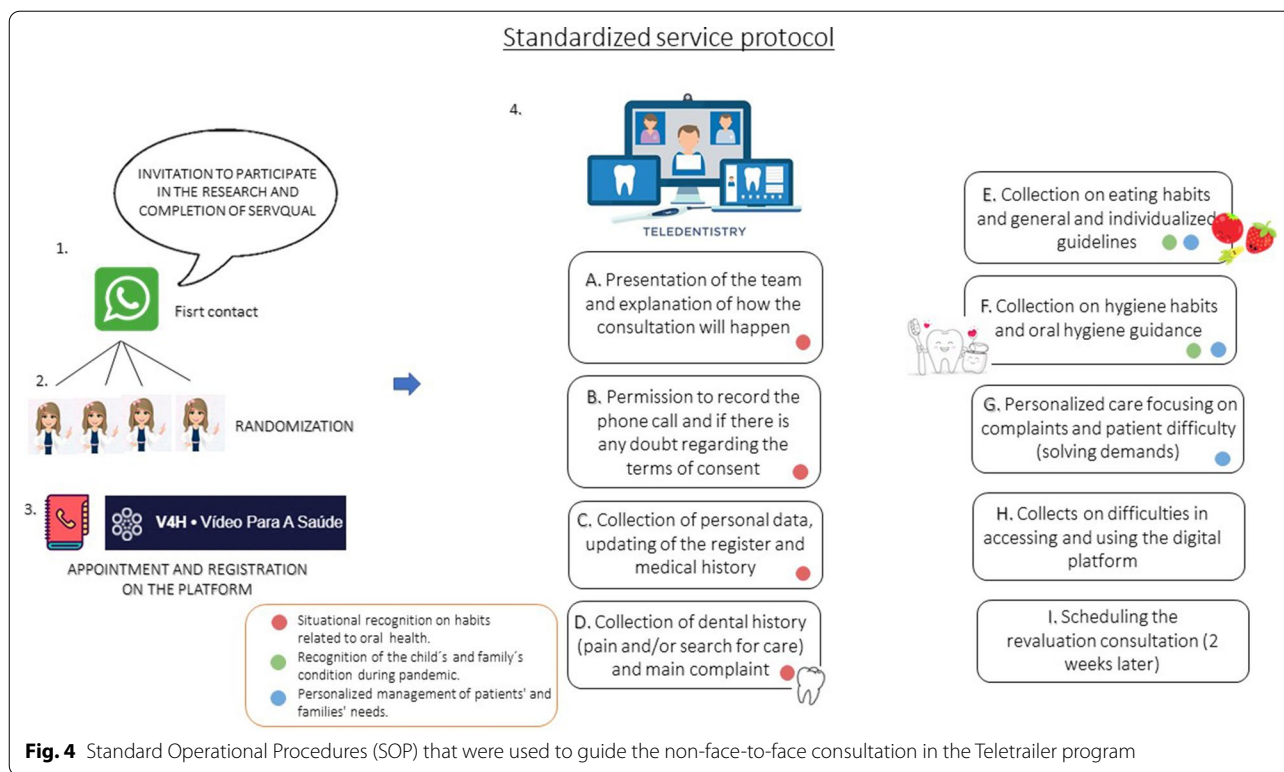 Standardized service protocol
1.
INVITATION TO PARTICIPATE
IN THE RESEARCH AND
COMPLETION OF SERVQUAL
Fisrt contact
2.
RANDOMIZATION
3.
V4H • Vídeo Para A Saúde
APPOINTMENT AND REGISTRATION
ON THE PLATFORM
Situational recognition on habits
related to oral health.
Recognition of the child´s and family´s
condition during pandemic.
Personalized management of patients' and
families' needs.
4.
TELEDENTISTRY
A. Presentation of the team
and explanation of how the
consultation will happen
B. Permission to record the
phone call and if there is
any doubt regarding the
terms of consent
C. Collection of personal data,
updating of the register and
medical history
D. Collection of dental history
(pain and/or search for care)
and main complaint
E. Collection on eating habits
and general and individualized
guidelines
F. Collection on hygiene habits
and oral hygiene guidance
G. Personalized care focusing on
complaints and patient difficulty
(solving demands)
H. Collects on difficulties in
accessing and using the digital
platform
I. Scheduling the
revaluation consultation (2
weeks later)
Fig. 4 Standard Operational Procedures (SOP) that were used to guide the non-face-to-face consultation in the Teletrailer program